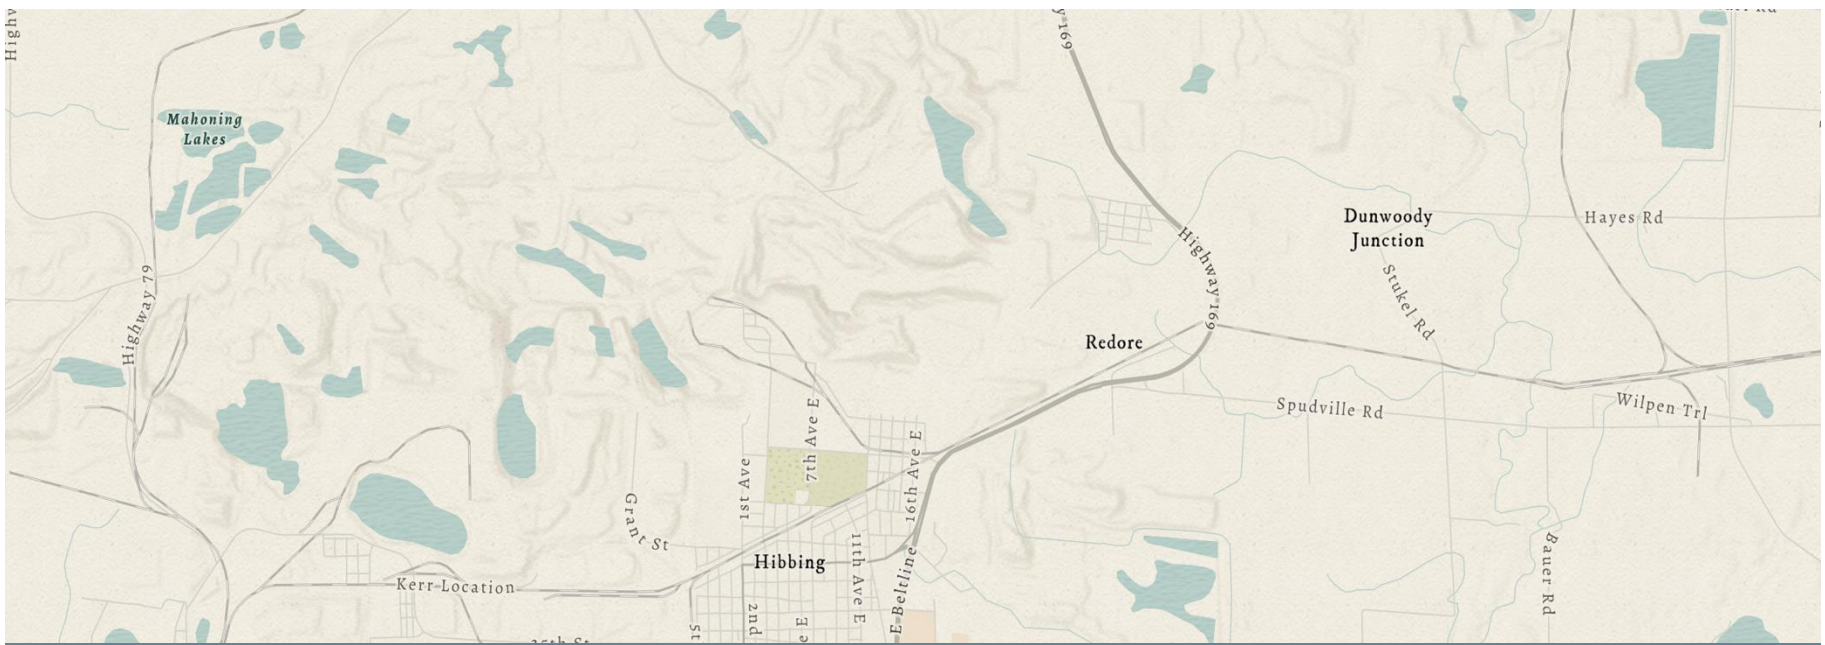 Mahoning
Lakes
Dunwoody
Junction
Hayes Rd
Highway 169
Highway 79
Stukel Rd
Redore
Spudville Rd
Wilpen Trl
7th Ave E
16th Ave E
1st Ave
Grant St
Hibbing
11th Ave E
Bauer Rd
Kerr Location
E Beltline
2nd